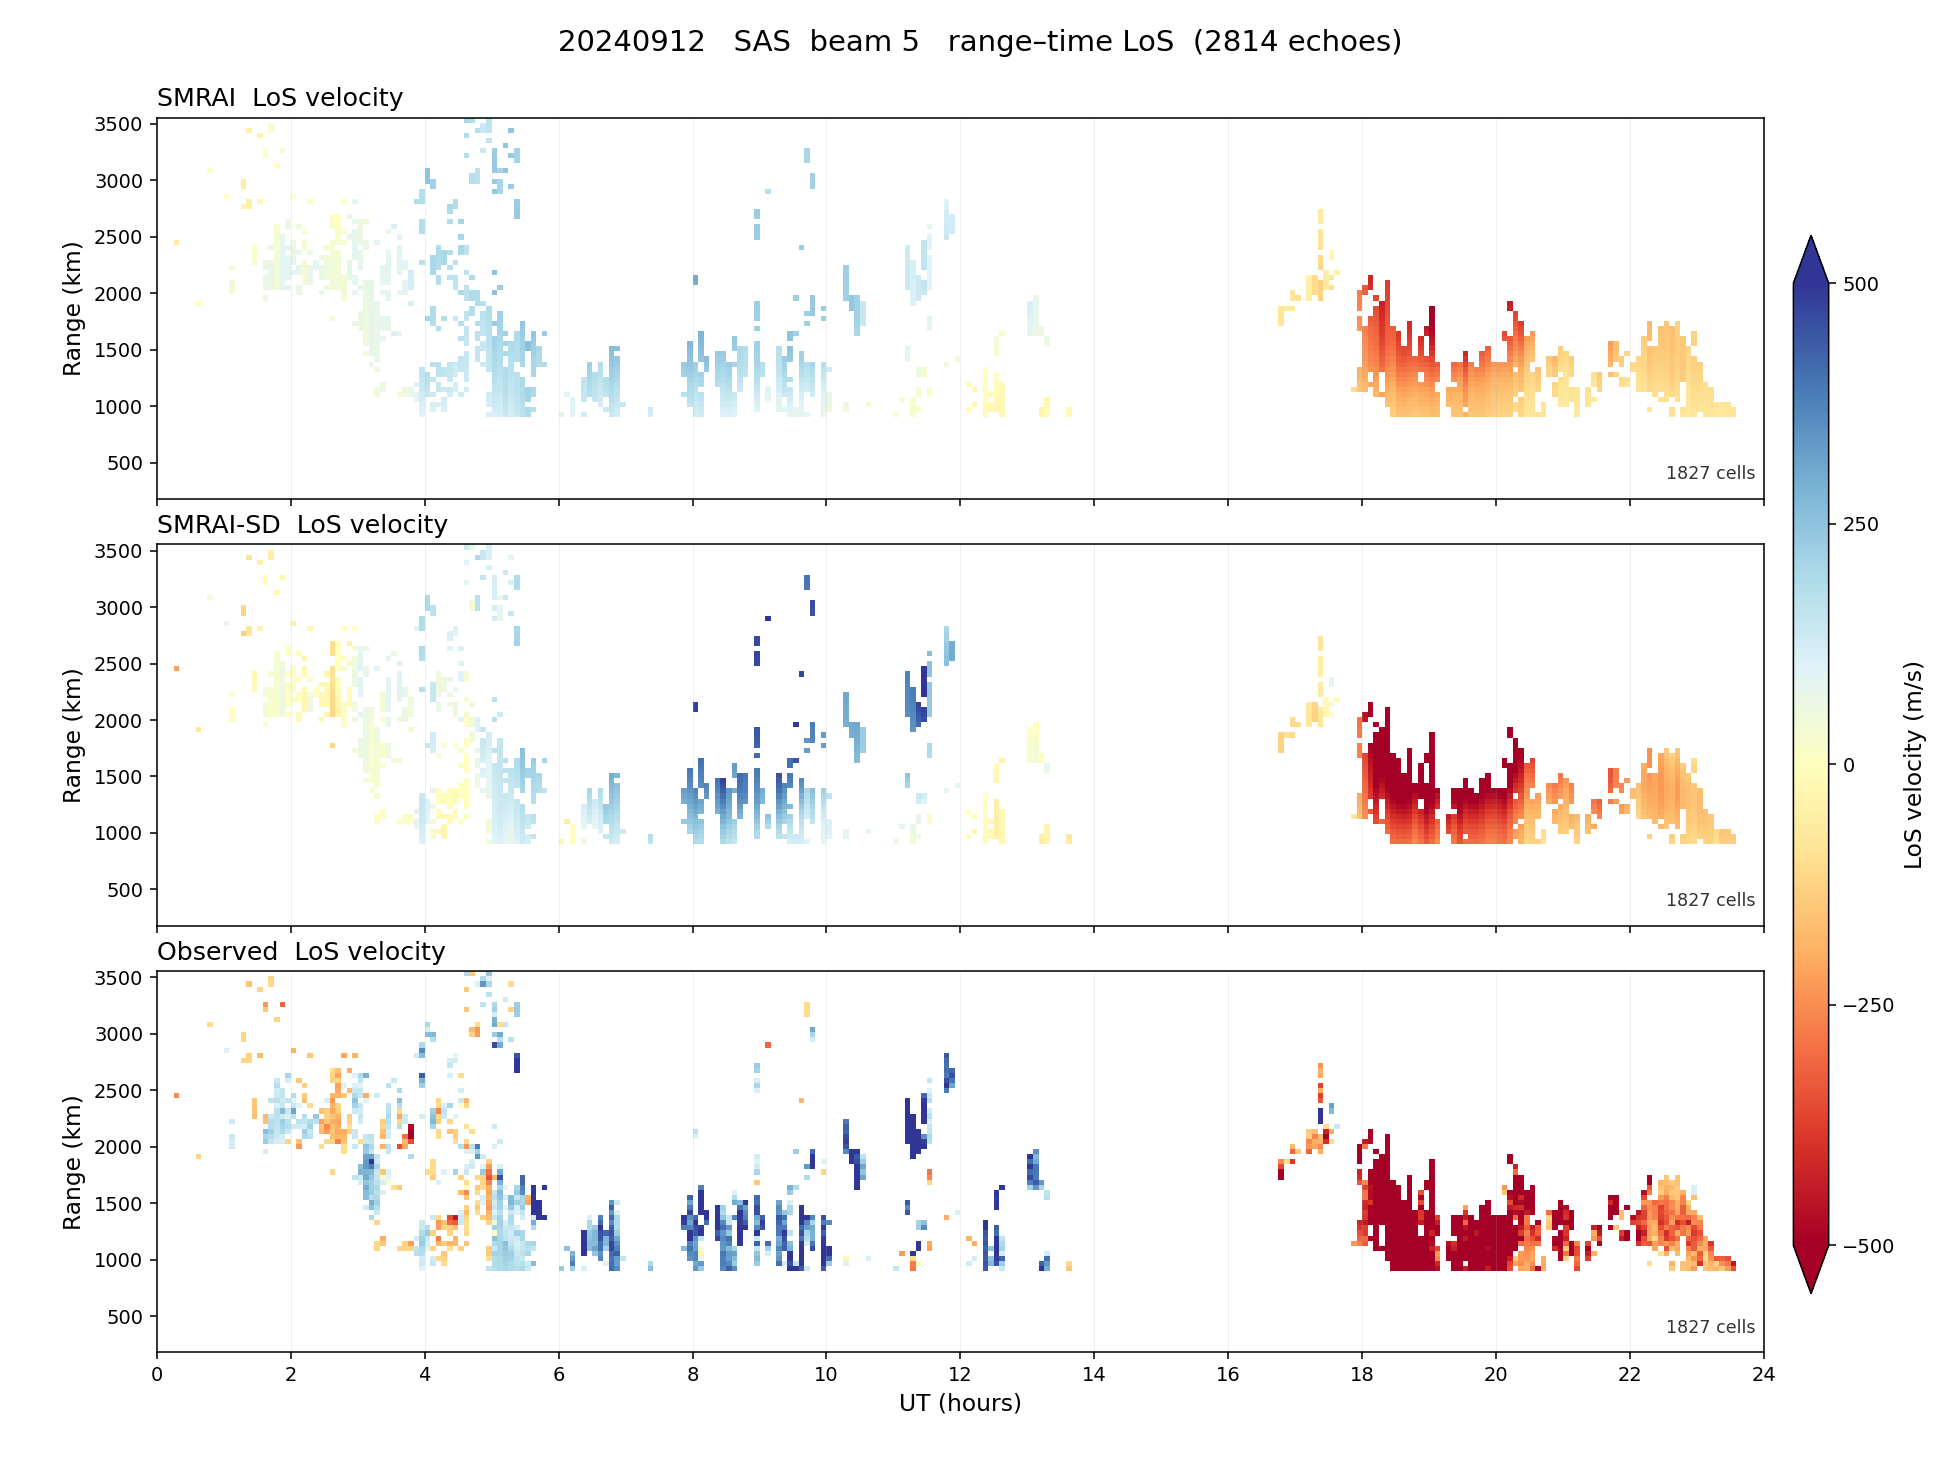 20240912   SAS  beam 5   range–time LoS  (2814 echoes)
SMRAI  LoS velocity
3500
3000
2500
2000
1500
1000
500
Range (km)
1827 cells
SMRAI-SD  LoS velocity
3500
3000
2500
2000
1500
1000
500
Range (km)
1827 cells
Observed  LoS velocity
3500
3000
2500
2000
1500
1000
500
Range (km)
1827 cells
0 2 4 6 8 10 12 14 16 18 20 22 24
UT (hours)
500
250
0
−250
−500
LoS velocity (m/s)